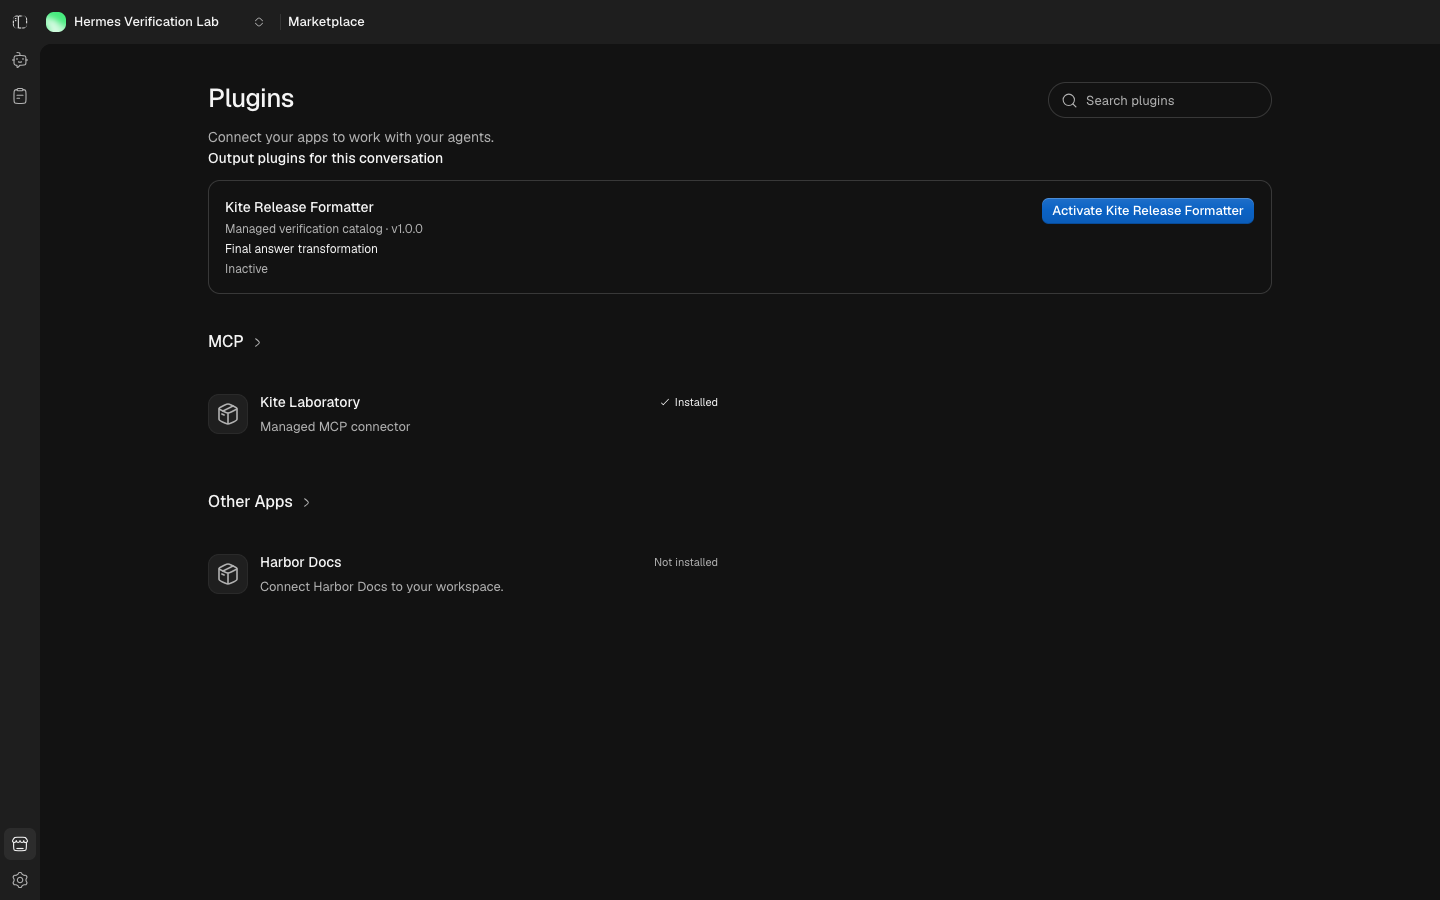 Hermes Verification Lab
Marketplace
Plugins
Search plugins
Connect your apps to work with your agents.
Output plugins for this conversation
Kite Release Formatter
Activate Kite Release Formatter
Managed verification catalog · v1.0.0
Final answer transformation
Inactive
MCP
Kite Laboratory
Installed
Managed MCP connector
Other Apps
Harbor Docs
Not installed
Connect Harbor Docs to your workspace.